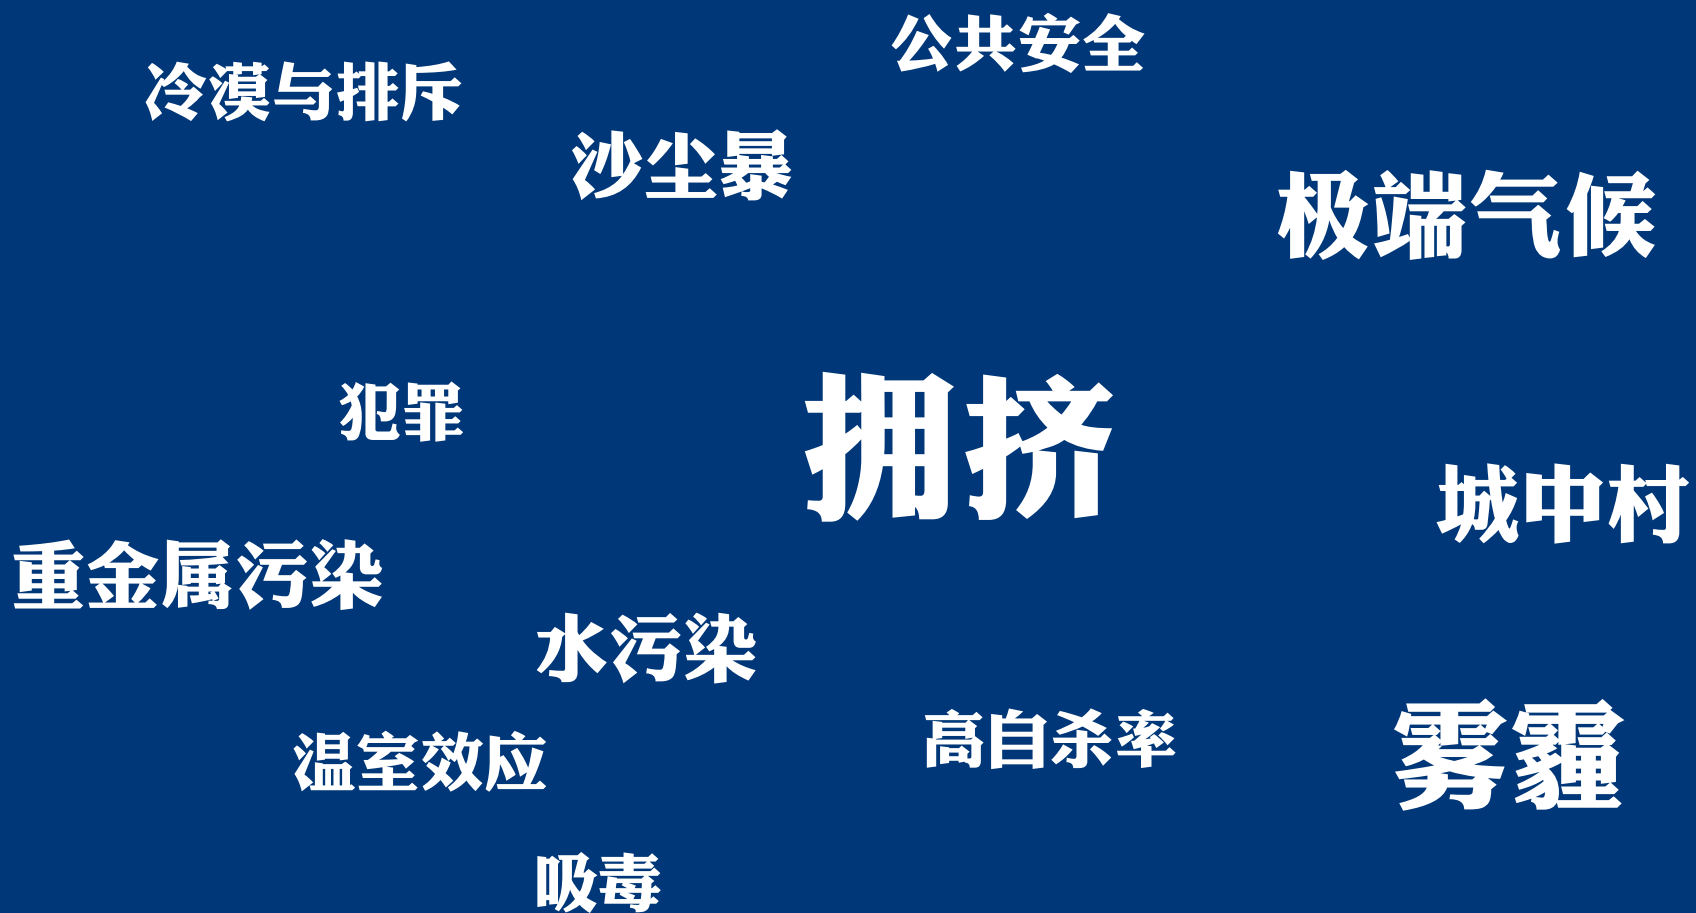 公共安全
冷漠与排斥
沙尘暴
极端气候
犯罪
拥挤
城中村
重金属污染
水污染
高自杀率
雾霾
温室效应
吸毒